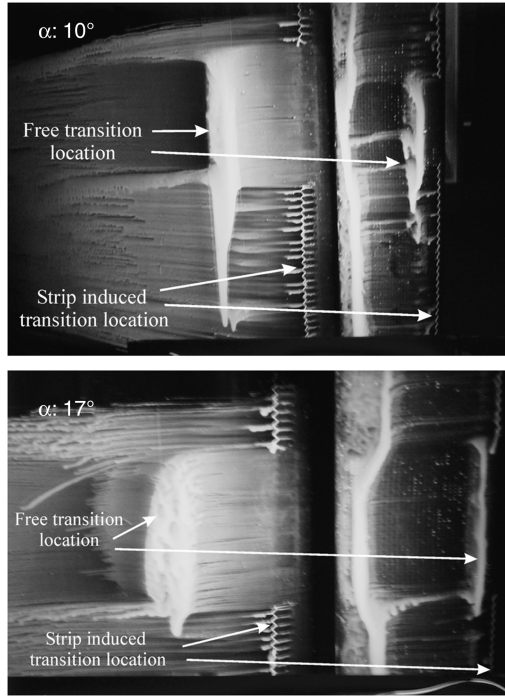 α: 10°
Free transition
location
Strip induced
transition location
α: 17°
Free transition
location
Strip induced
transition location